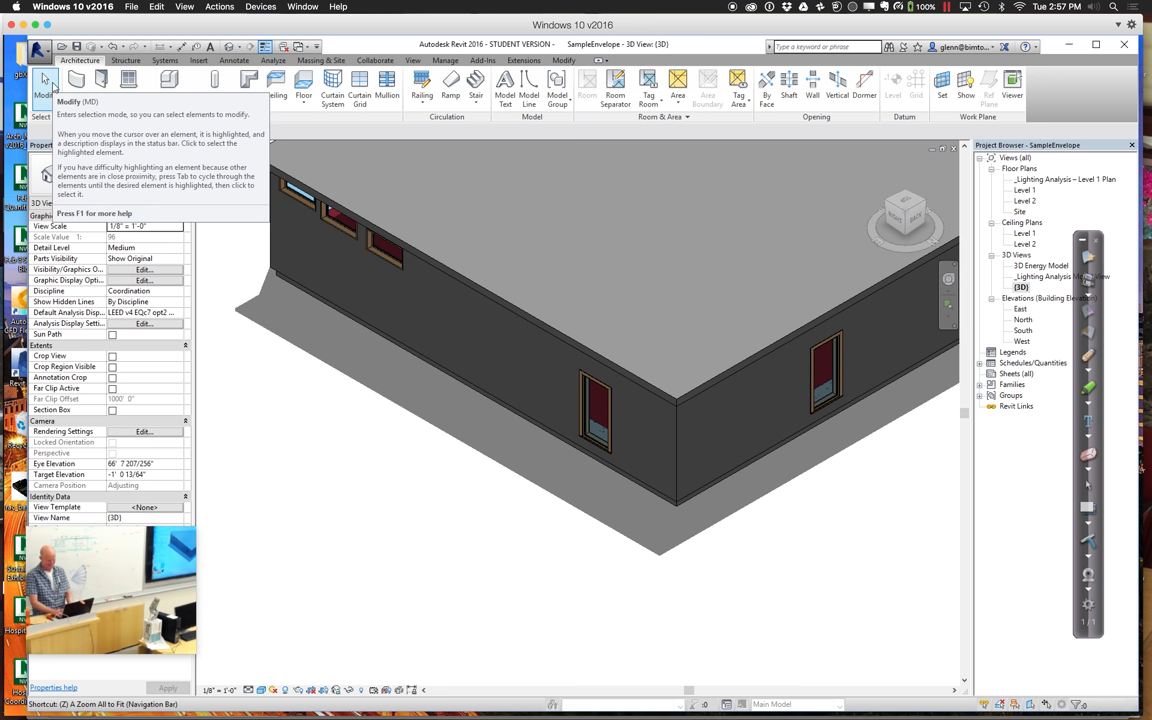 Windows 10 v2016 File Edit View Actions Devices Window Help 100% Tue 2:57 PM
Windows 10 v2016
Autodesk Revit 2016 - STUDENT VERSION - SampleEnvelope - 3D View: {3D} Type a keyword or phrase glenn@bimto...
Architecture Structure Systems Insert Annotate Analyze Massing & Site Collaborate View Manage Add-Ins Extensions Modify
Ceiling Floor Curtain System Curtain Grid Mullion Railing Ramp Stair Model Text Model Line Model Group Room Room Separator Tag Room Area Area Boundary Tag Area By Face Shaft Wall Vertical Dormer Level Grid Set Show Ref Plane Viewer
Select Circulation Model Room & Area Opening Datum Work Plane
Modify (MD)
Enters selection mode, so you can select elements to modify.
When you move the cursor over an element, it is highlighted, and
a description displays in the status bar. Click to select the
highlighted element.
If you have difficulty highlighting an element because other
elements are in close proximity, press Tab to cycle through the
elements until the desired element is highlighted, then click to
select it.
Press F1 for more help
View Scale 1/8" = 1'-0"
Scale Value 1: 96
Detail Level Medium
Parts Visibility Show Original
Visibility/Graphics O... Edit...
Graphic Display Opti... Edit...
Discipline Coordination
Show Hidden Lines By Discipline
Default Analysis Disp... LEED v4 EQc7 opt2 ...
Analysis Display Setti... Edit...
Sun Path
Extents
Crop View
Crop Region Visible
Annotation Crop
Far Clip Active
Far Clip Offset 1000' 0"
Section Box
Camera
Rendering Settings Edit...
Locked Orientation
Perspective
Eye Elevation 66' 7 207/256"
Target Elevation -1' 0 13/64"
Camera Position Adjusting
Identity Data
View Template <None>
View Name {3D}
Properties help Apply
RIGHT BACK
Project Browser - SampleEnvelope
Views (all)
Floor Plans
_Lighting Analysis – Level 1 Plan
Level 1
Level 2
Site
Ceiling Plans
Level 1
Level 2
3D Views
3D Energy Model
{3D}
Elevations (Building Elevation)
East
North
South
West
Legends
Schedules/Quantities
Sheets (all)
Families
Groups
Revit Links
1 / 1
1/8" = 1'-0"
Shortcut: (Z) A Zoom All to Fit (Navigation Bar) :0 Main Model :0